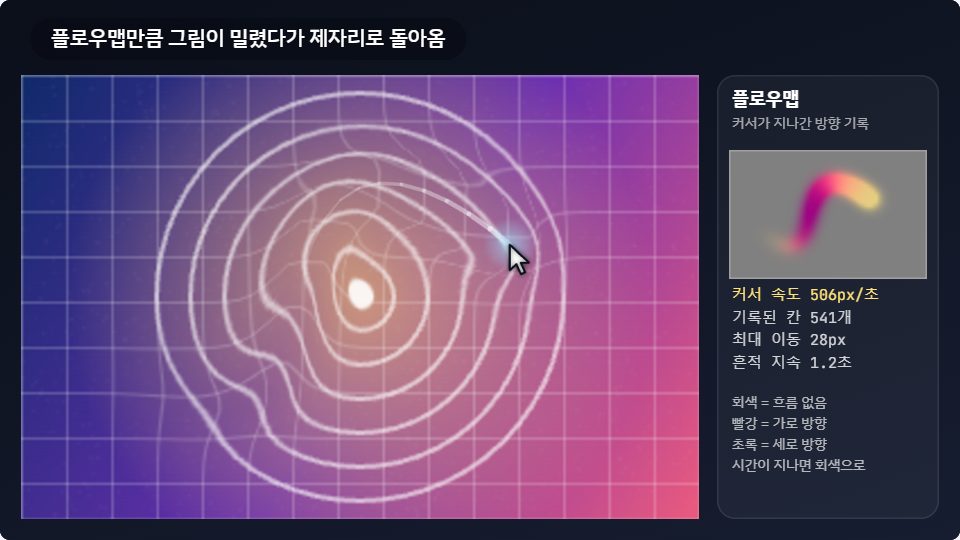 플로우맵만큼 그림이 밀렸다가 제자리로 돌아옴
플로우맵
커서가 지나간 방향 기록
커서 속도 506px/초
기록된 칸 541개
최대 이동 28px
흔적 지속 1.2초
회색 = 흐름 없음
빨강 = 가로 방향
초록 = 세로 방향
시간이 지나면 회색으로